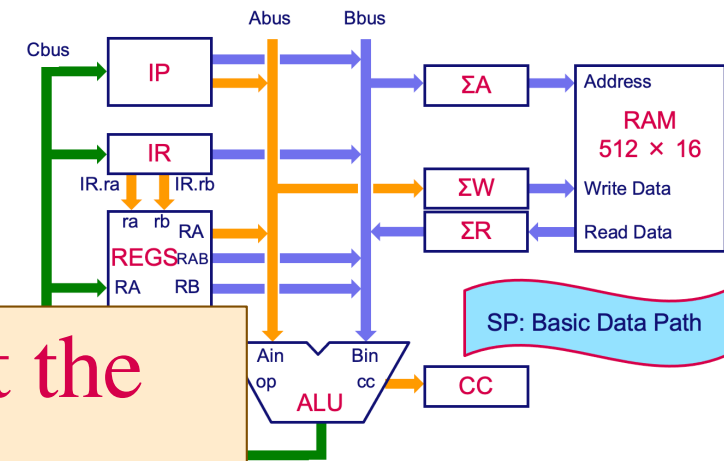 Abus
Bbus
Cbus
IP
ΣA
Address
RAM
512 × 16
IR
IR.ra
IR.rb
ΣW
Write Data
ra
rb
RA
ΣR
Read Data
REGS
RAB
RA
RB
SP: Basic Data Path
t the
Ain
Bin
op
cc
CC
ALU